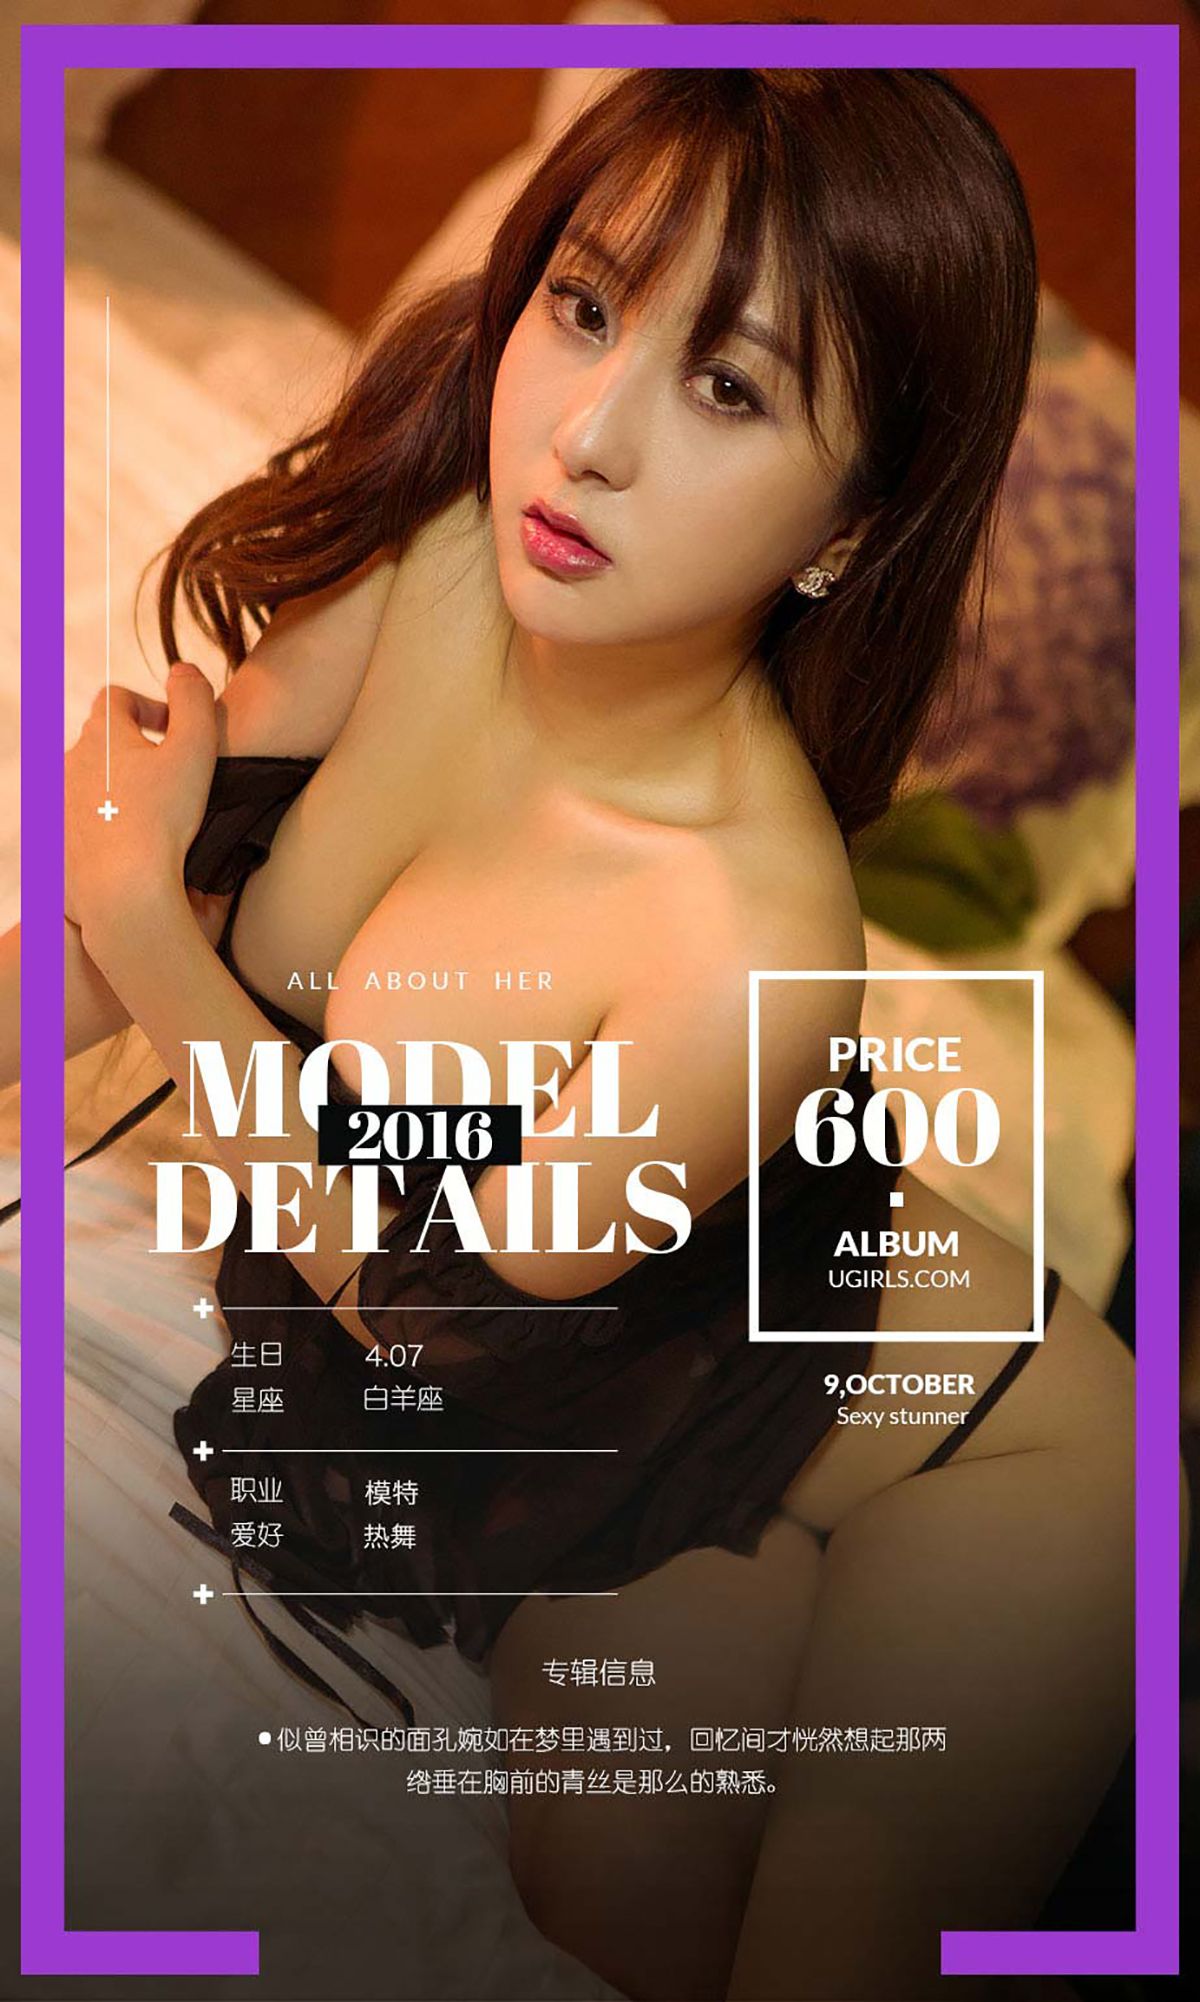 ALL ABOUT HER
MODEL
2016
DETAILS
PRICE
600
ALBUM
UGIRLS.COM
9,OCTOBER
Sexy stunner
生日 4.07
星座 白羊座
职业 模特
爱好 热舞
专辑信息
似曾相识的面孔婉如在梦里遇到过，回忆间才恍然想起那两
绺垂在胸前的青丝是那么的熟悉。